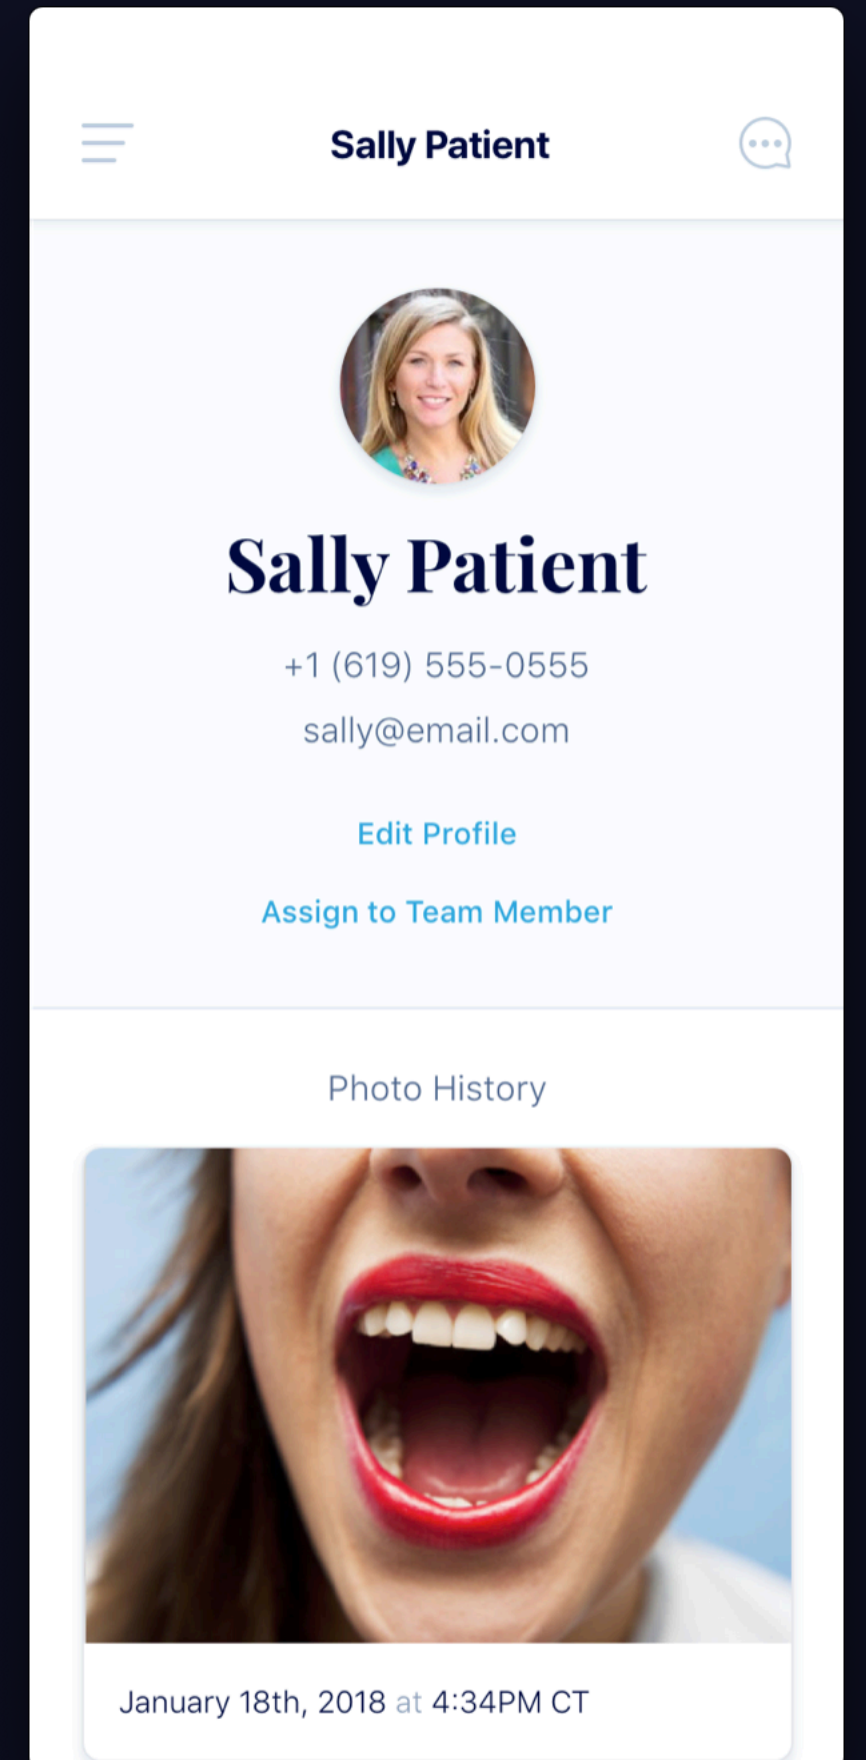 Sally Patient
Sally Patient
+1 (619) 555-0555
sally@email.com
Edit Profile
Assign to Team Member
Photo History
January 18th, 2018 at 4:34PM CT